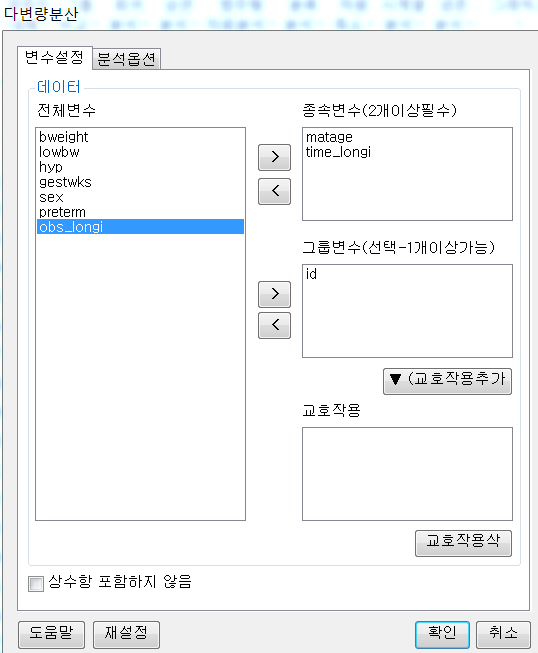 다변량분산
변수설정 분석옵션
데이터
전체변수
bweight
lowbw
hyp
gestwks
sex
preterm
obs_longi
>
<
종속변수(2개이상필수)
matage
time_longi
그룹변수(선택-1개이상가능)
>
<
id
▼ (교호작용추가
교호작용
교호작용삭
상수항 포함하지 않음
도움말 재설정 확인 취소